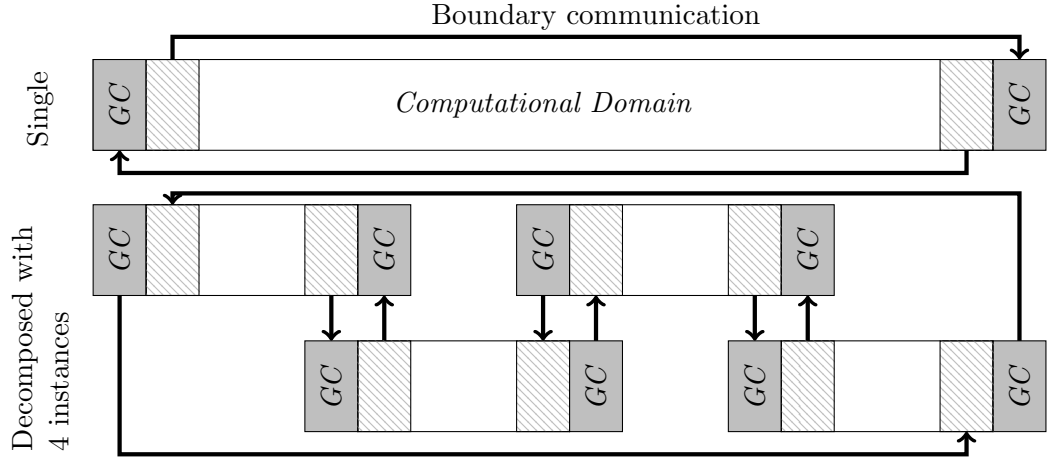 Boundary communication
Single
GC
Computational Domain
GC
Decomposed with
4 instances
GC
GC
GC
GC
GC
GC
GC
GC